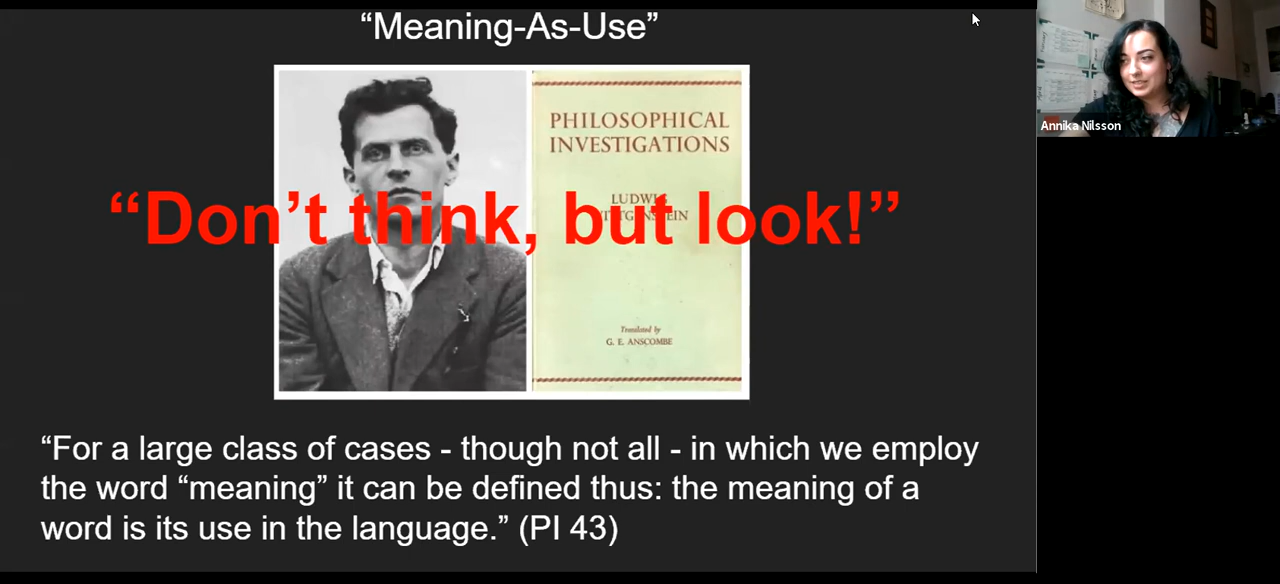 “Meaning-As-Use”
PHILOSOPHICAL
INVESTIGATIONS
LUDWIG
WITTGENSTEIN
“Don’t think, but look!”
Translated by
G. E. ANSCOMBE
“For a large class of cases - though not all - in which we employ
the word “meaning” it can be defined thus: the meaning of a
word is its use in the language.” (PI 43)
Annika Nilsson